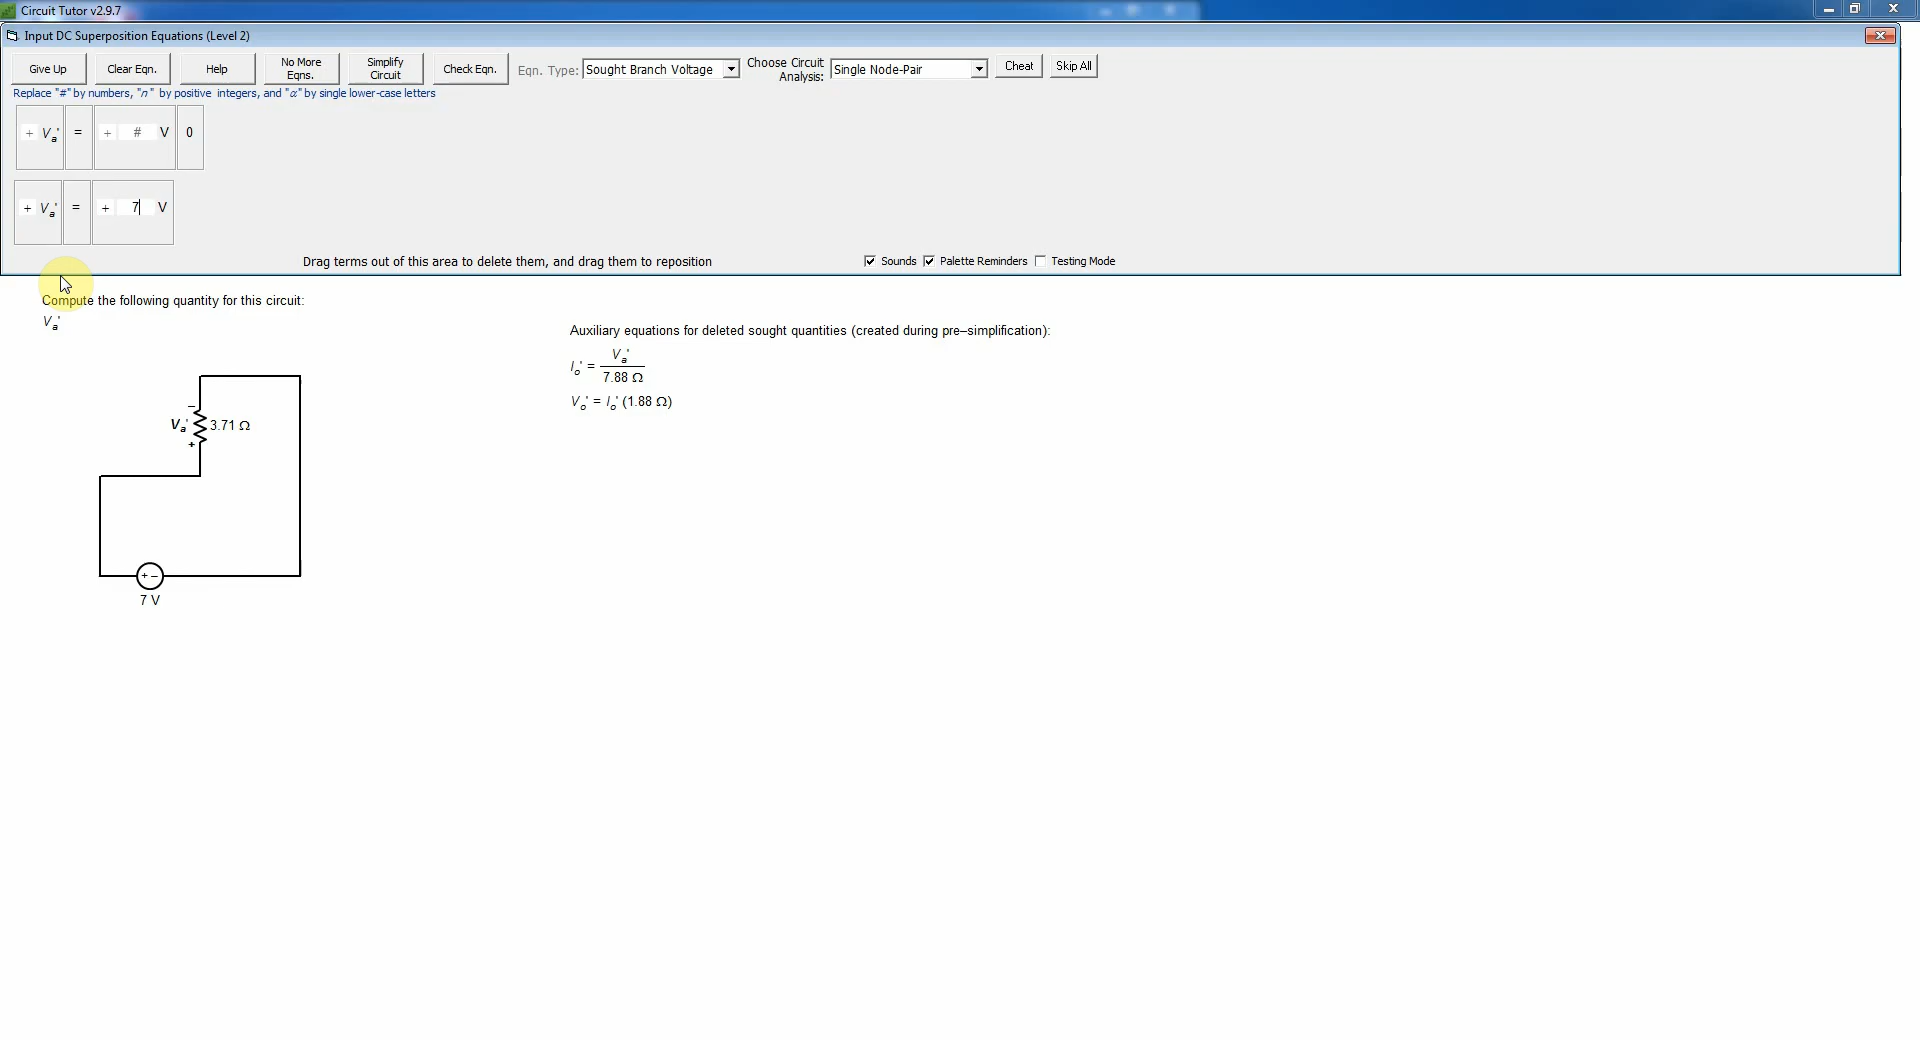 Circuit Tutor v2.9.7
Input DC Superposition Equations (Level 2)
Give Up
Clear Eqn.
Help
No More Eqns.
Simplify Circuit
Check Eqn.
Eqn. Type: Sought Branch Voltage
Choose Circuit Analysis: Single Node-Pair
Cheat
Skip All
Replace "#" by numbers, "n" by positive integers, and "α" by single lower-case letters
+ Va' = + # V 0
+ Va' = + 7 V
Drag terms out of this area to delete them, and drag them to reposition
Sounds
Palette Reminders
Testing Mode
Compute the following quantity for this circuit:
Va'
Auxiliary equations for deleted sought quantities (created during pre–simplification):
Io' = Va' / 7.88 Ω
Vo' = Io' (1.88 Ω)
–
Va' 3.71 Ω
+
+ –
7 V